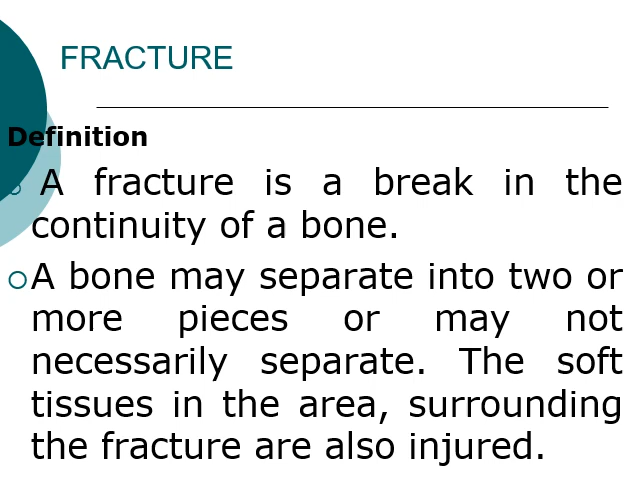 FRACTURE
Definition
A fracture is a break in the
continuity of a bone.
A bone may separate into two or
more pieces or may not
necessarily separate. The soft
tissues in the area, surrounding
the fracture are also injured.